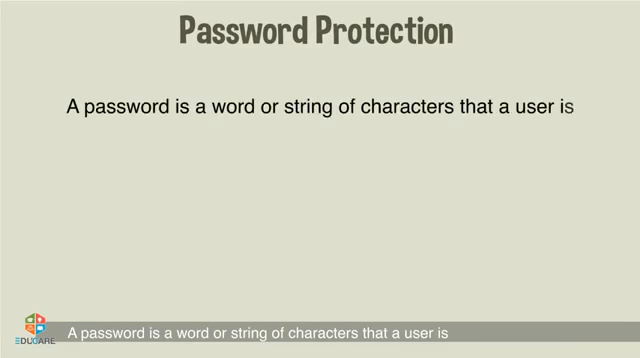 Password Protection
A password is a word or string of characters that a user is
A password is a word or string of characters that a user is
EDUCARE